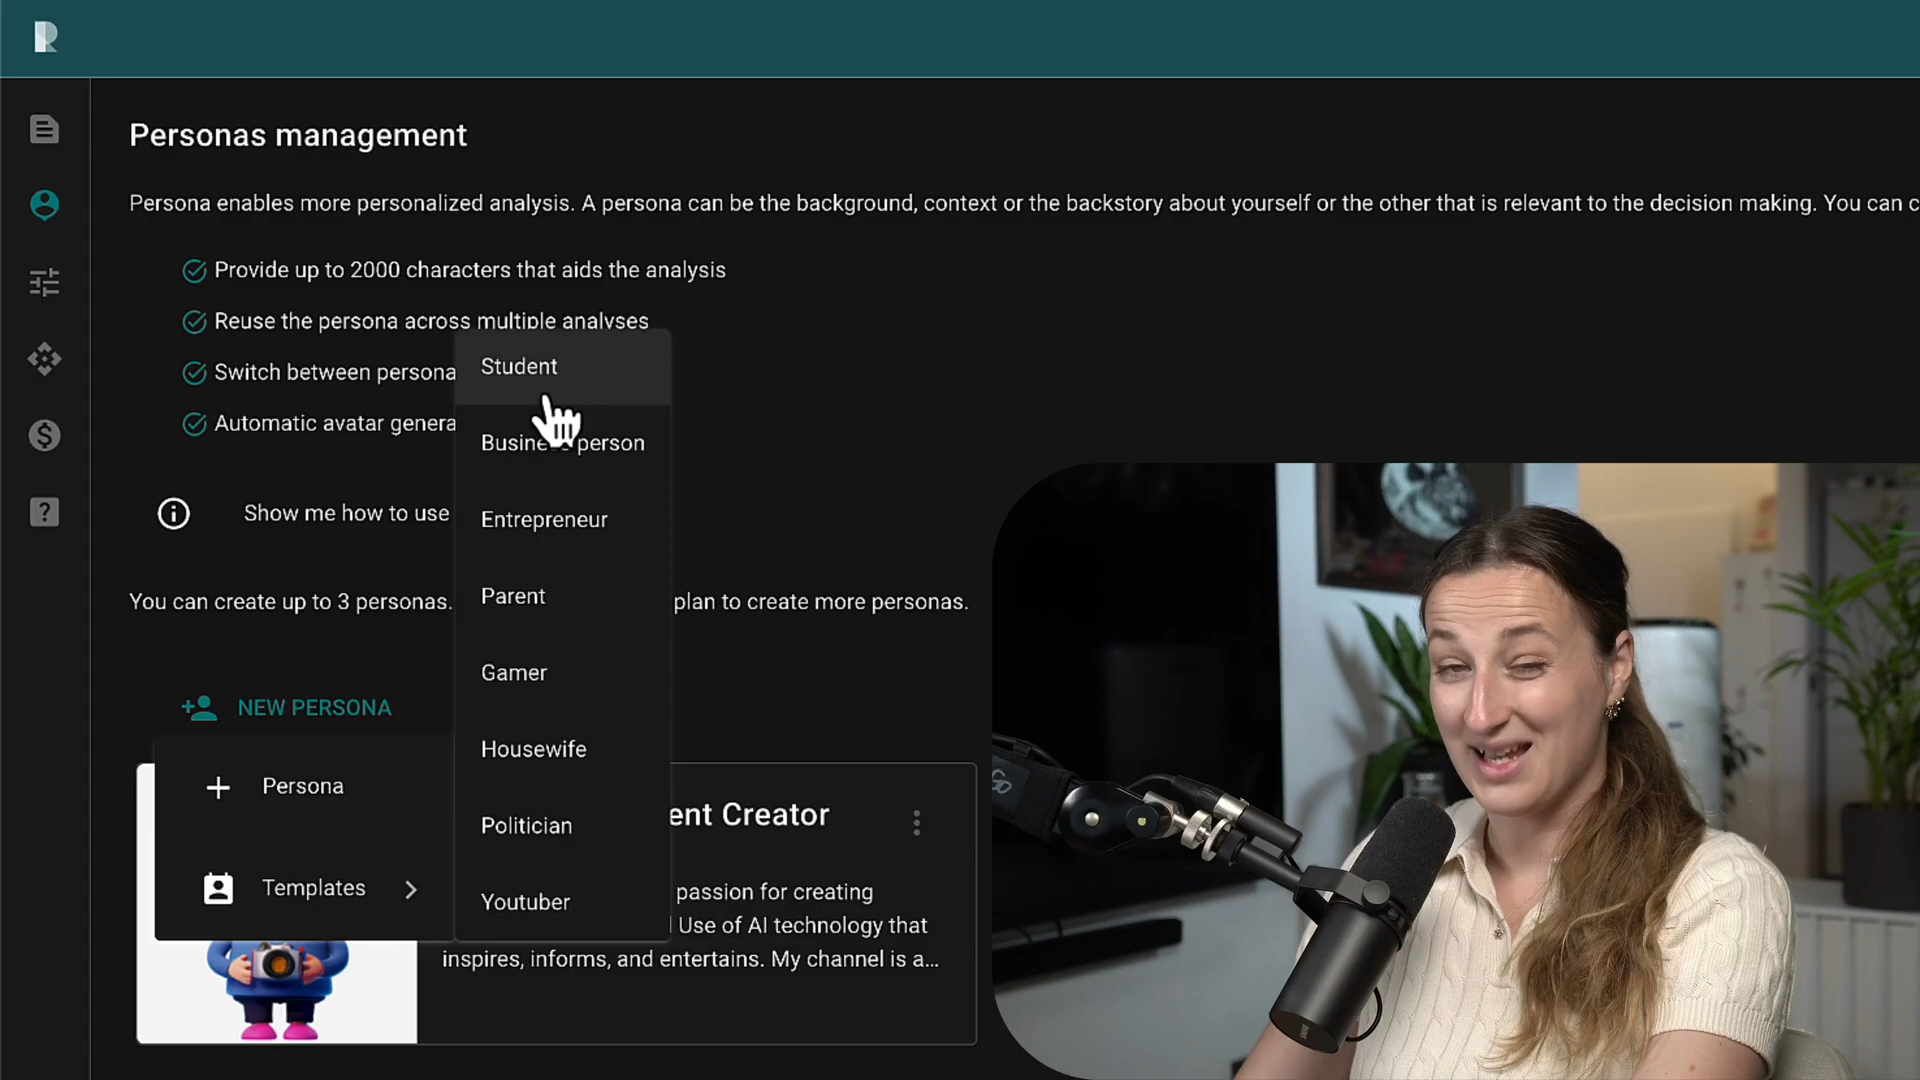 Personas management
Persona enables more personalized analysis. A persona can be the background, context or the backstory about yourself or the other that is relevant to the decision making. You can c
Provide up to 2000 characters that aids the analysis
Reuse the persona across multiple analyses
Switch between persona
Automatic avatar genera
Show me how to use
You can create up to 3 personas.
plan to create more personas.
NEW PERSONA
Persona
Templates
Student
Business person
Entrepreneur
Parent
Gamer
Housewife
Politician
Youtuber
ent Creator
passion for creating
Use of AI technology that
inspires, informs, and entertains. My channel is a...